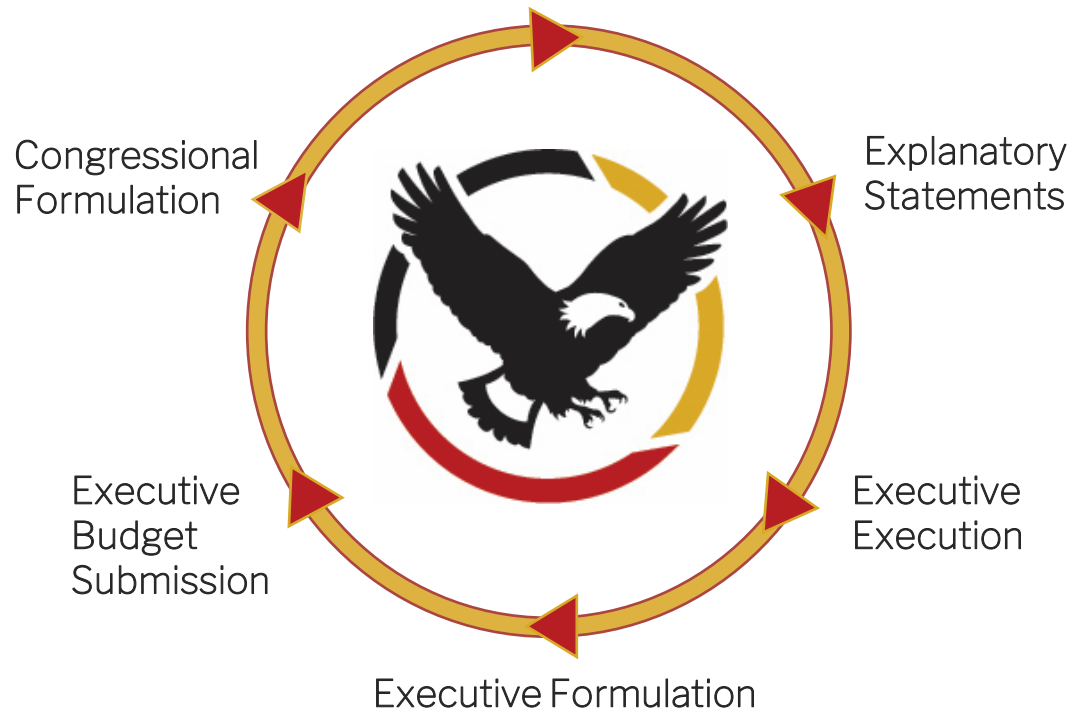 Congressional
Formulation
Explanatory
Statements
Executive
Budget
Submission
Executive
Execution
Executive Formulation